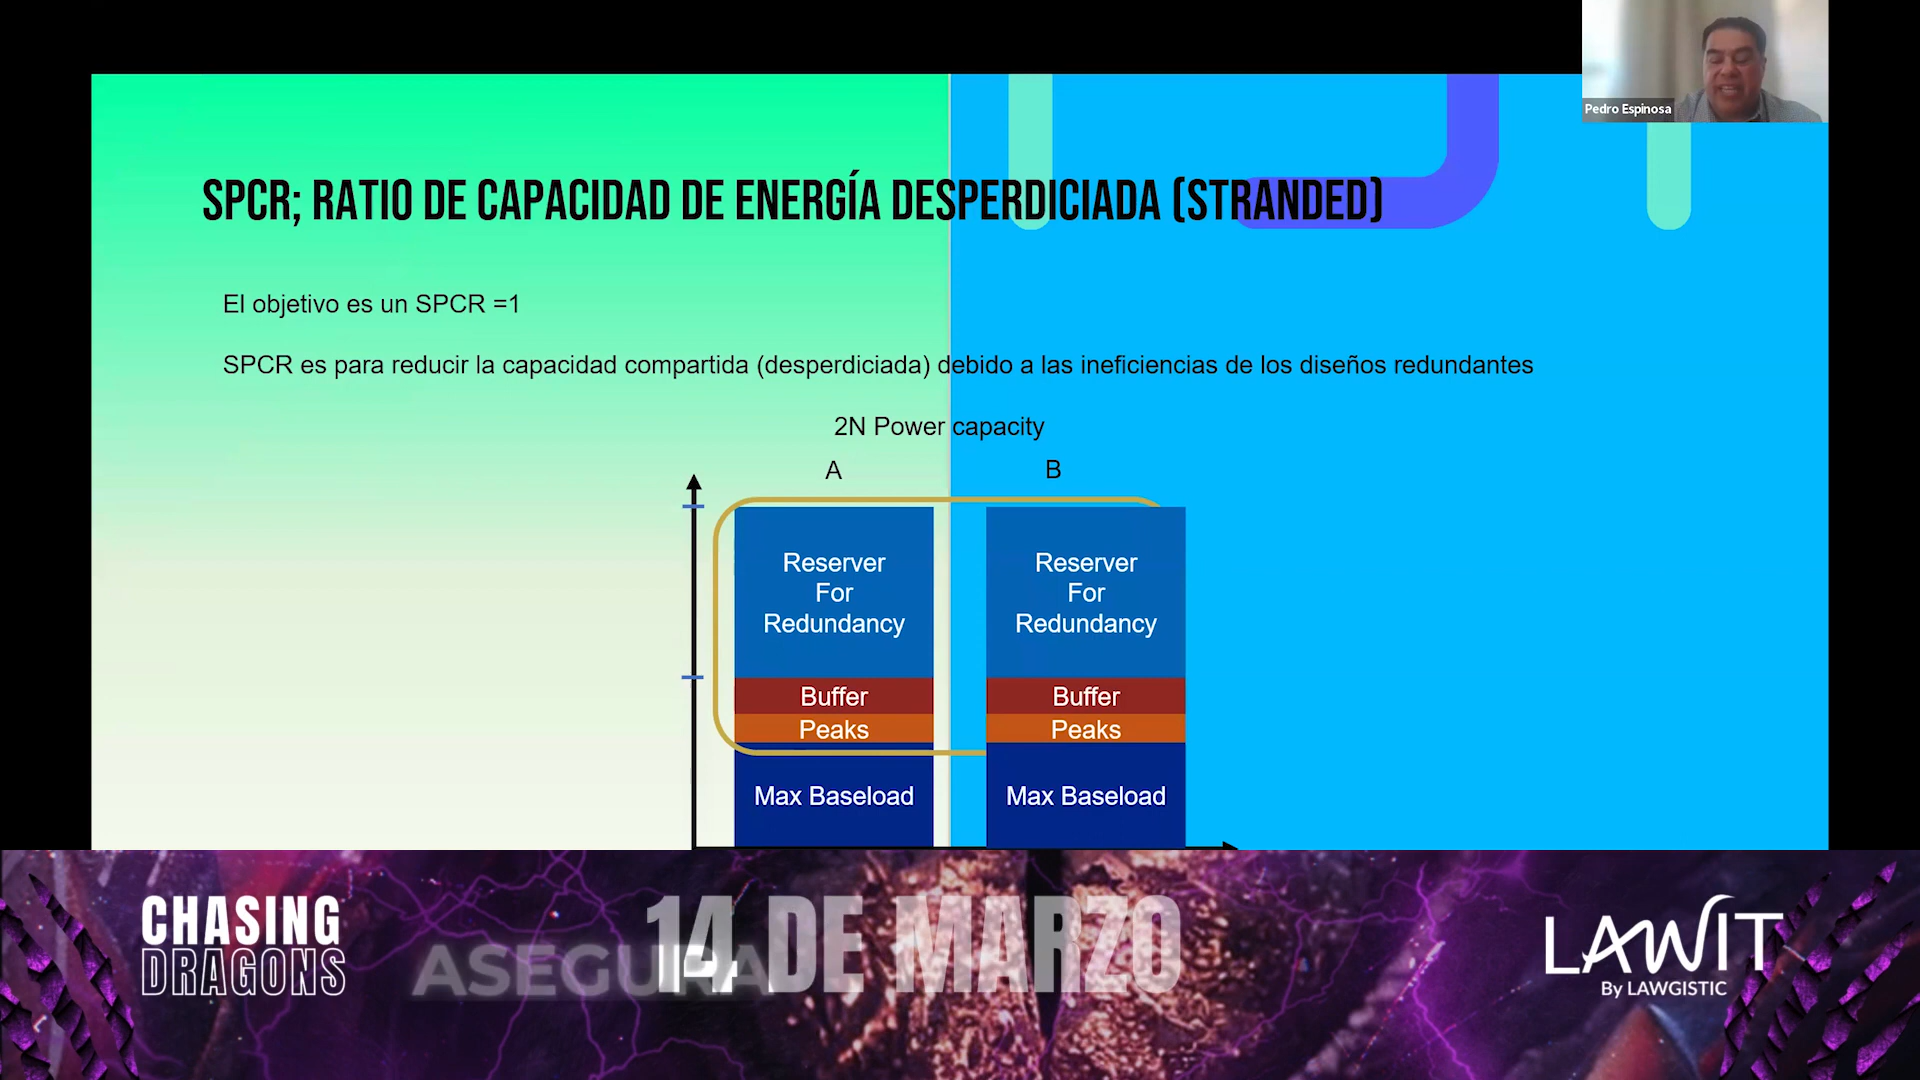 Pedro Espinosa
SPCR; RATIO DE CAPACIDAD DE ENERGÍA DESPERDICIADA (STRANDED)
El objetivo es un SPCR =1
SPCR es para reducir la capacidad compartida (desperdiciada) debido a las ineficiencias de los diseños redundantes
2N Power capacity
A
B
Reserver
For
Redundancy
Reserver
For
Redundancy
Buffer
Buffer
Peaks
Peaks
Max Baseload
Max Baseload
CHASING
DRAGONS
ASEGURA
14 DE MARZO
LAWIT
By LAWGISTIC